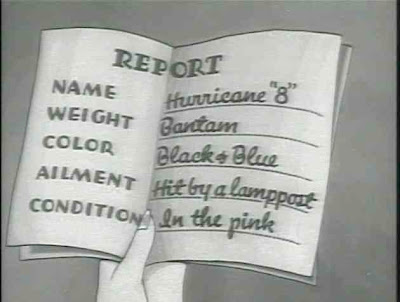 REPORT
NAME Hurricane "8"
WEIGHT Bantam
COLOR Black & Blue
AILMENT Hit by a lamppost
CONDITION In the pink